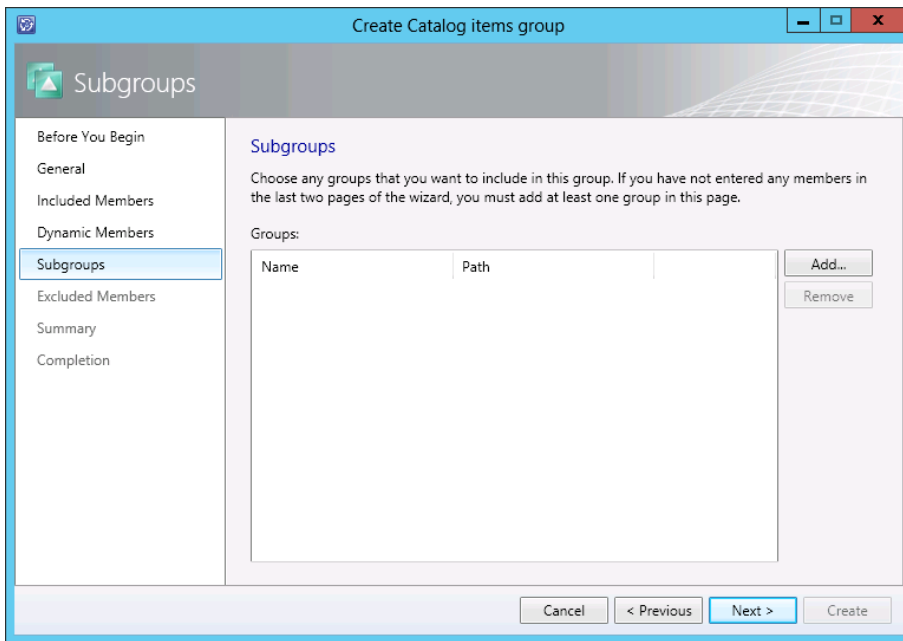 Create Catalog items group
Subgroups
Before You Begin
General
Included Members
Dynamic Members
Subgroups
Excluded Members
Summary
Completion
Subgroups
Choose any groups that you want to include in this group. If you have not entered any members in
the last two pages of the wizard, you must add at least one group in this page.
Groups:
Name Path
Add...
Remove
Cancel < Previous Next > Create